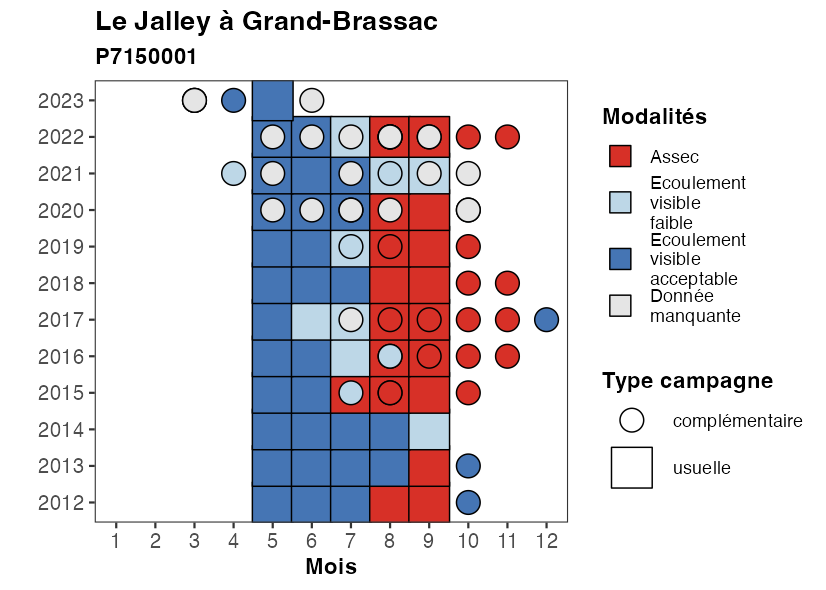 Le Jalley à Grand-Brassac
P7150001
2023
2022
2021
2020
2019
2018
2017
2016
2015
2014
2013
2012
1 2 3 4 5 6 7 8 9 10 11 12
Mois
Modalités
Assec
Ecoulement
visible
faible
Ecoulement
visible
acceptable
Donnée
manquante
Type campagne
complémentaire
usuelle